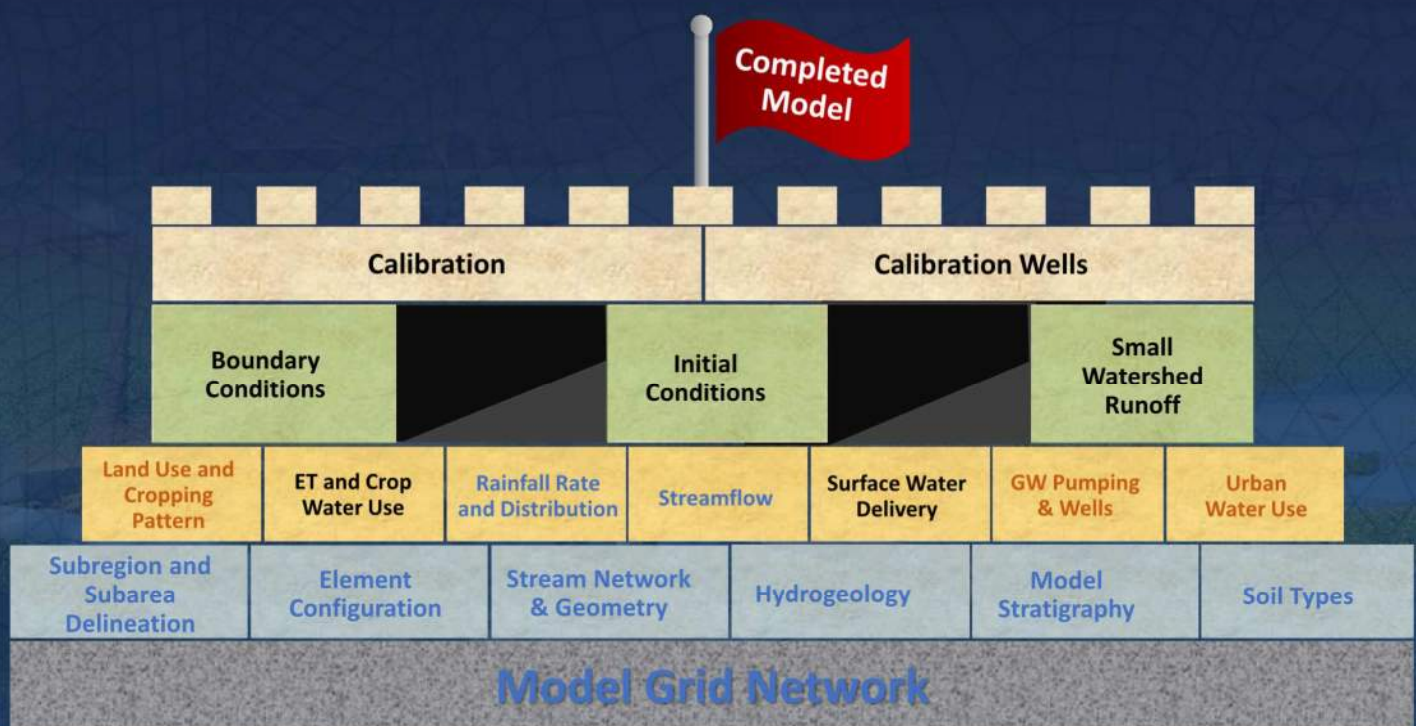 Completed
Model
Calibration
Calibration Wells
Boundary
Conditions
Initial
Conditions
Small
Watershed
Runoff
Land Use and
Cropping
Pattern
ET and Crop
Water Use
Rainfall Rate
and Distribution
Streamflow
Surface Water
Delivery
GW Pumping
& Wells
Urban
Water Use
Subregion and
Subarea
Delineation
Element
Configuration
Stream Network
& Geometry
Hydrogeology
Model
Stratigraphy
Soil Types
Model Grid Network